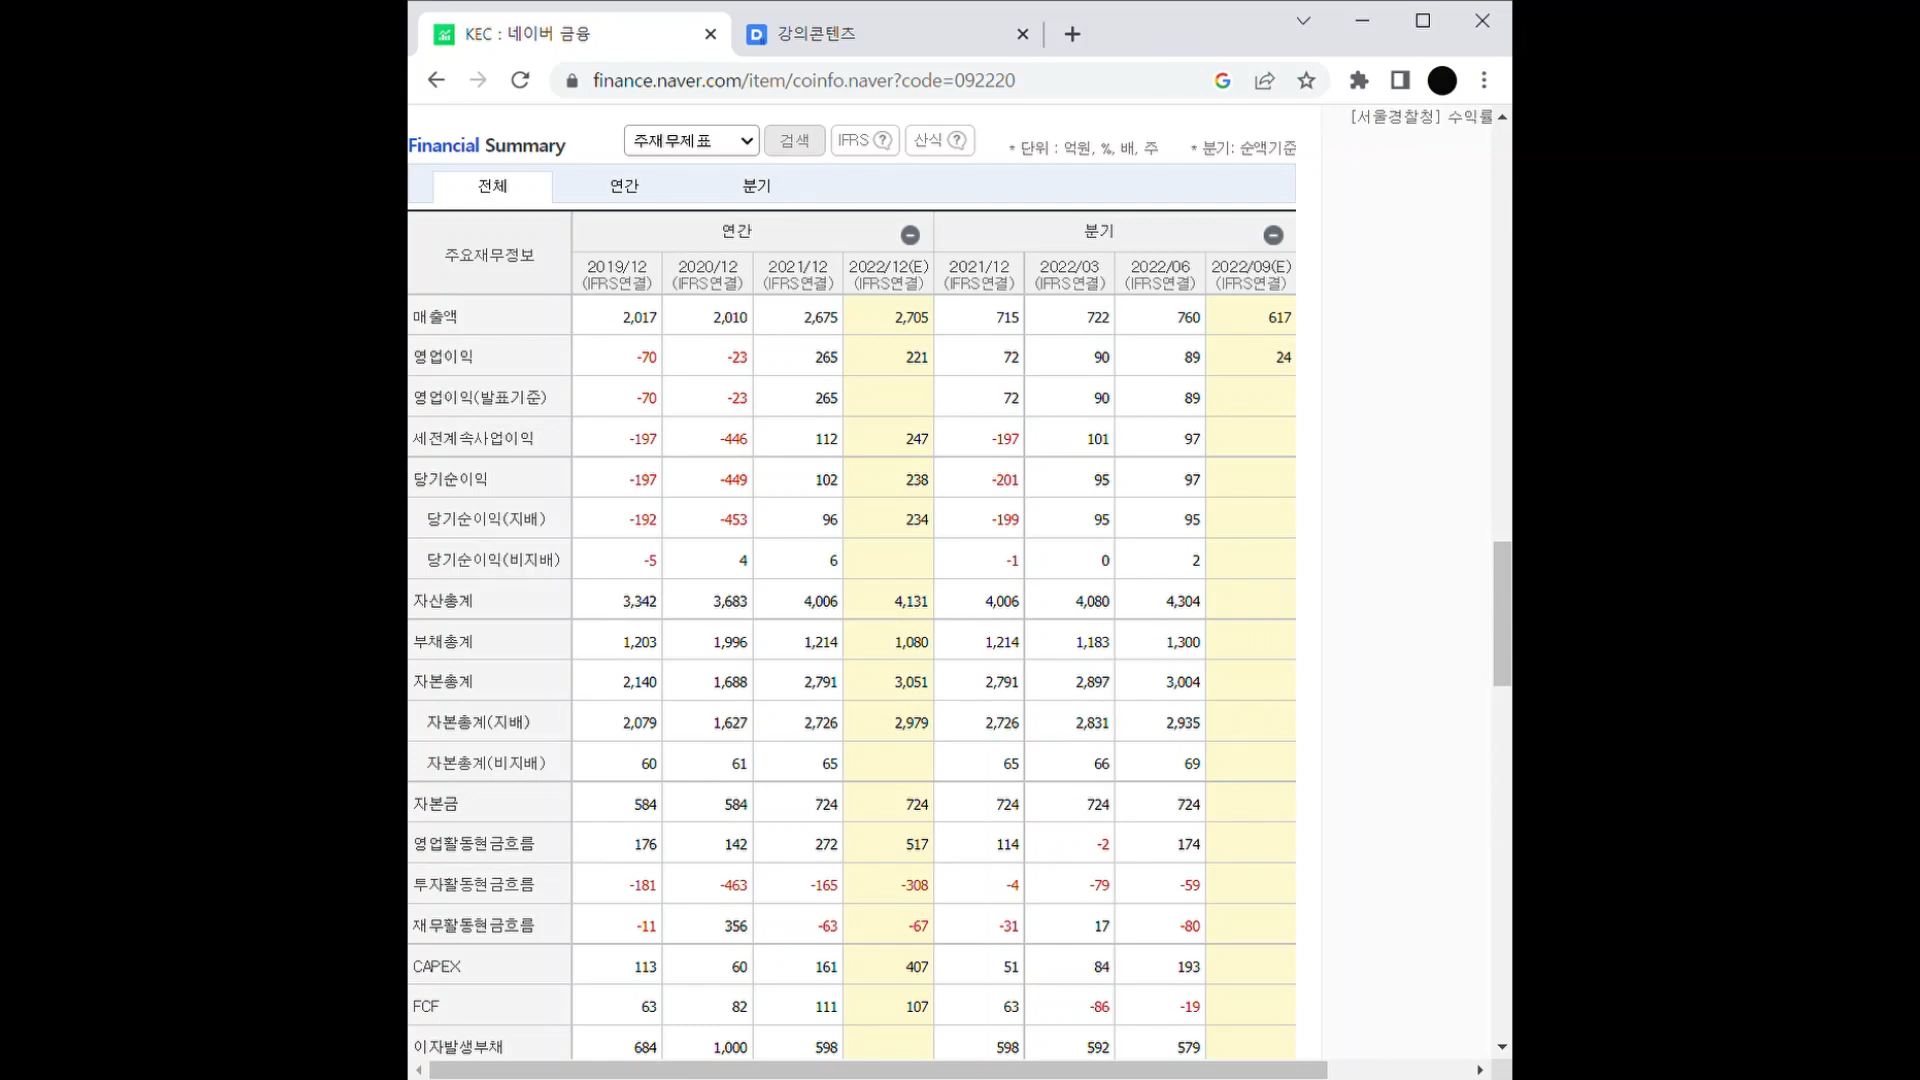 KEC : 네이버 금융
강의콘텐츠
finance.naver.com/item/coinfo.naver?code=092220
[서울경찰청] 수익률
Financial Summary 주재무제표 검색 IFRS ? 산식 ? * 단위 : 억원, %, 배, 주 * 분기: 순액기준
전체 연간 분기
주요재무정보 연간 분기
2019/12 2020/12 2021/12 2022/12(E) 2021/12 2022/03 2022/06 2022/09(E)
(IFRS연결) (IFRS연결) (IFRS연결) (IFRS연결) (IFRS연결) (IFRS연결) (IFRS연결) (IFRS연결)
매출액 2,017 2,010 2,675 2,705 715 722 760 617
영업이익 -70 -23 265 221 72 90 89 24
영업이익(발표기준) -70 -23 265 72 90 89
세전계속사업이익 -197 -446 112 247 -197 101 97
당기순이익 -197 -449 102 238 -201 95 97
당기순이익(지배) -192 -453 96 234 -199 95 95
당기순이익(비지배) -5 4 6 -1 0 2
자산총계 3,342 3,683 4,006 4,131 4,006 4,080 4,304
부채총계 1,203 1,996 1,214 1,080 1,214 1,183 1,300
자본총계 2,140 1,688 2,791 3,051 2,791 2,897 3,004
자본총계(지배) 2,079 1,627 2,726 2,979 2,726 2,831 2,935
자본총계(비지배) 60 61 65 65 66 69
자본금 584 584 724 724 724 724 724
영업활동현금흐름 176 142 272 517 114 -2 174
투자활동현금흐름 -181 -463 -165 -308 -4 -79 -59
재무활동현금흐름 -11 356 -63 -67 -31 17 -80
CAPEX 113 60 161 407 51 84 193
FCF 63 82 111 107 63 -86 -19
이자발생부채 684 1,000 598 598 592 579